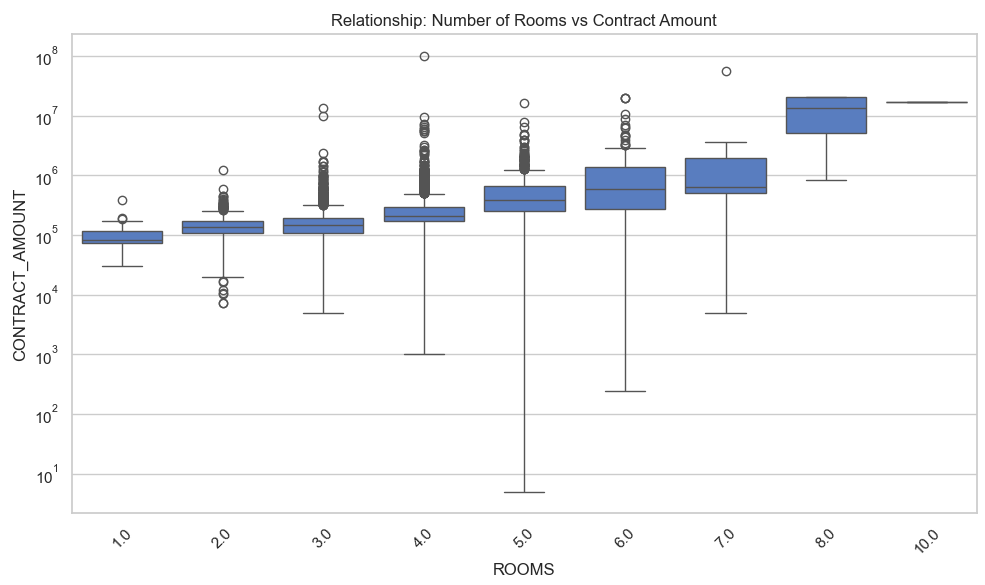 Relationship: Number of Rooms vs Contract Amount
CONTRACT_AMOUNT
10^8
10^7
10^6
10^5
10^4
10^3
10^2
10^1
1.0 2.0 3.0 4.0 5.0 6.0 7.0 8.0 10.0
ROOMS